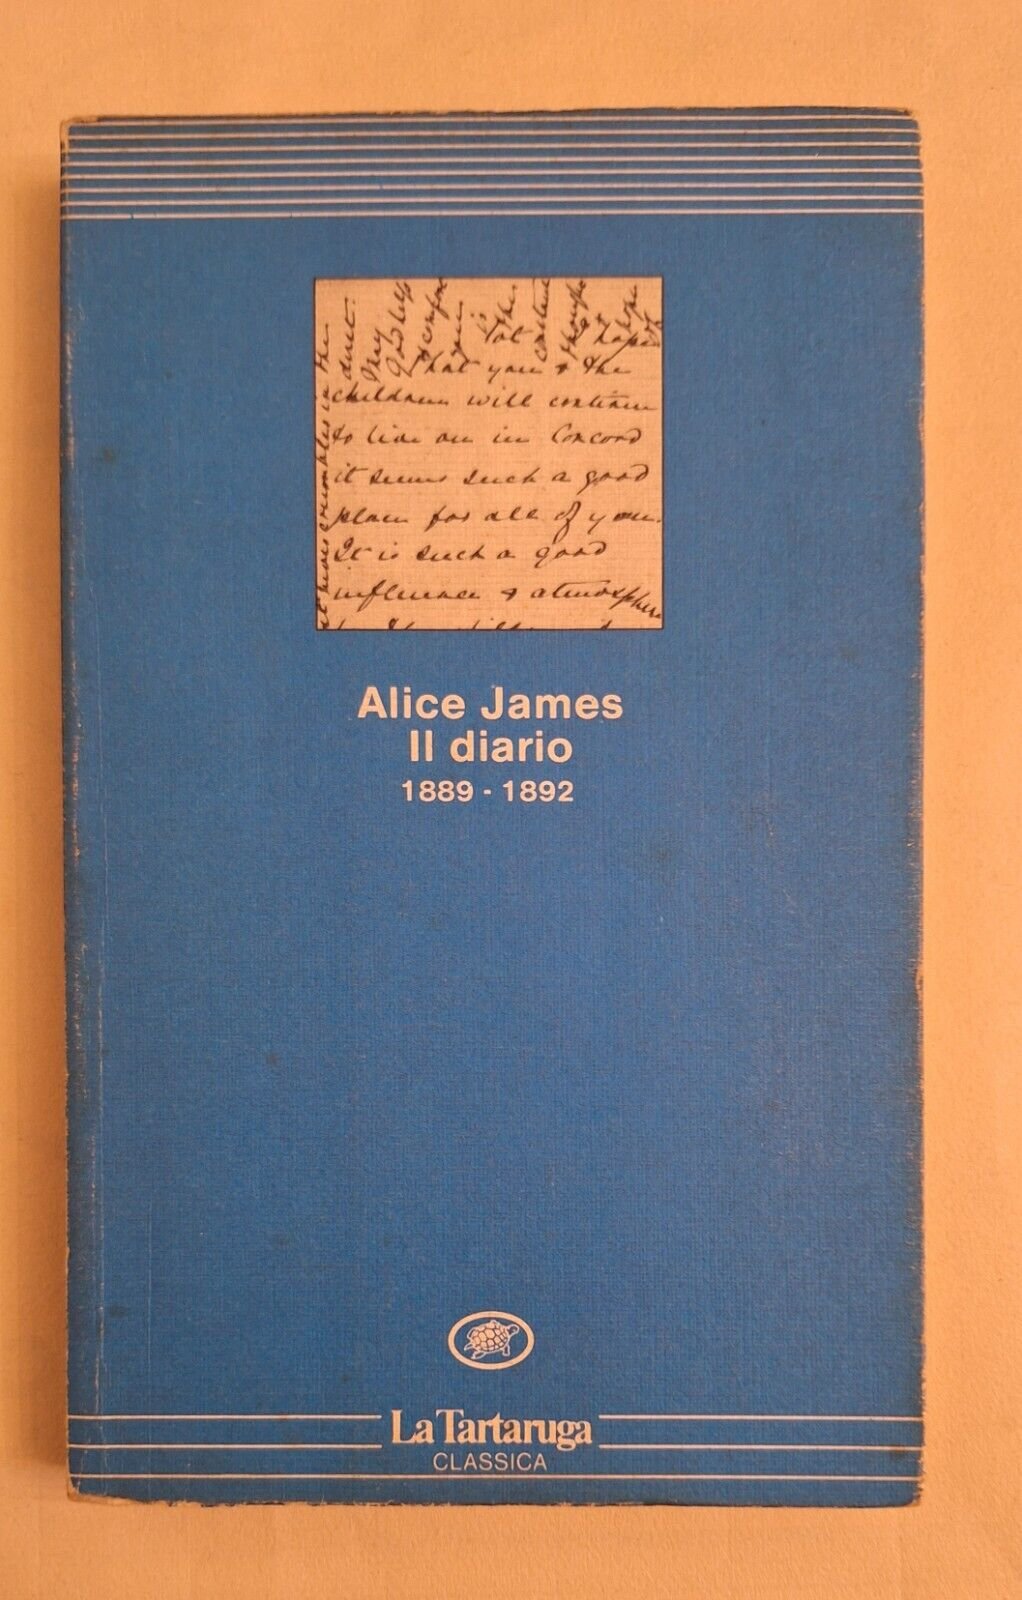 that you & the
children will continue
to live on in Concord
it seems such a good
place for all of you.
It is such a good
influence & atmosphere
Alice James
Il diario
1889 - 1892
La Tartaruga
CLASSICA